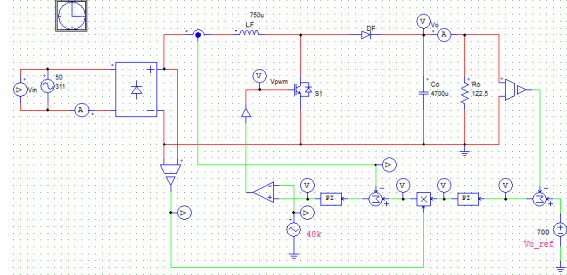 750u
LF
DF
V
Vo
A
50
311
Vin
A
V
Vpwm
S1
Co
4700u
Ro
122.5
V
PI
V
V
PI
V
40k
700
Vo_ref